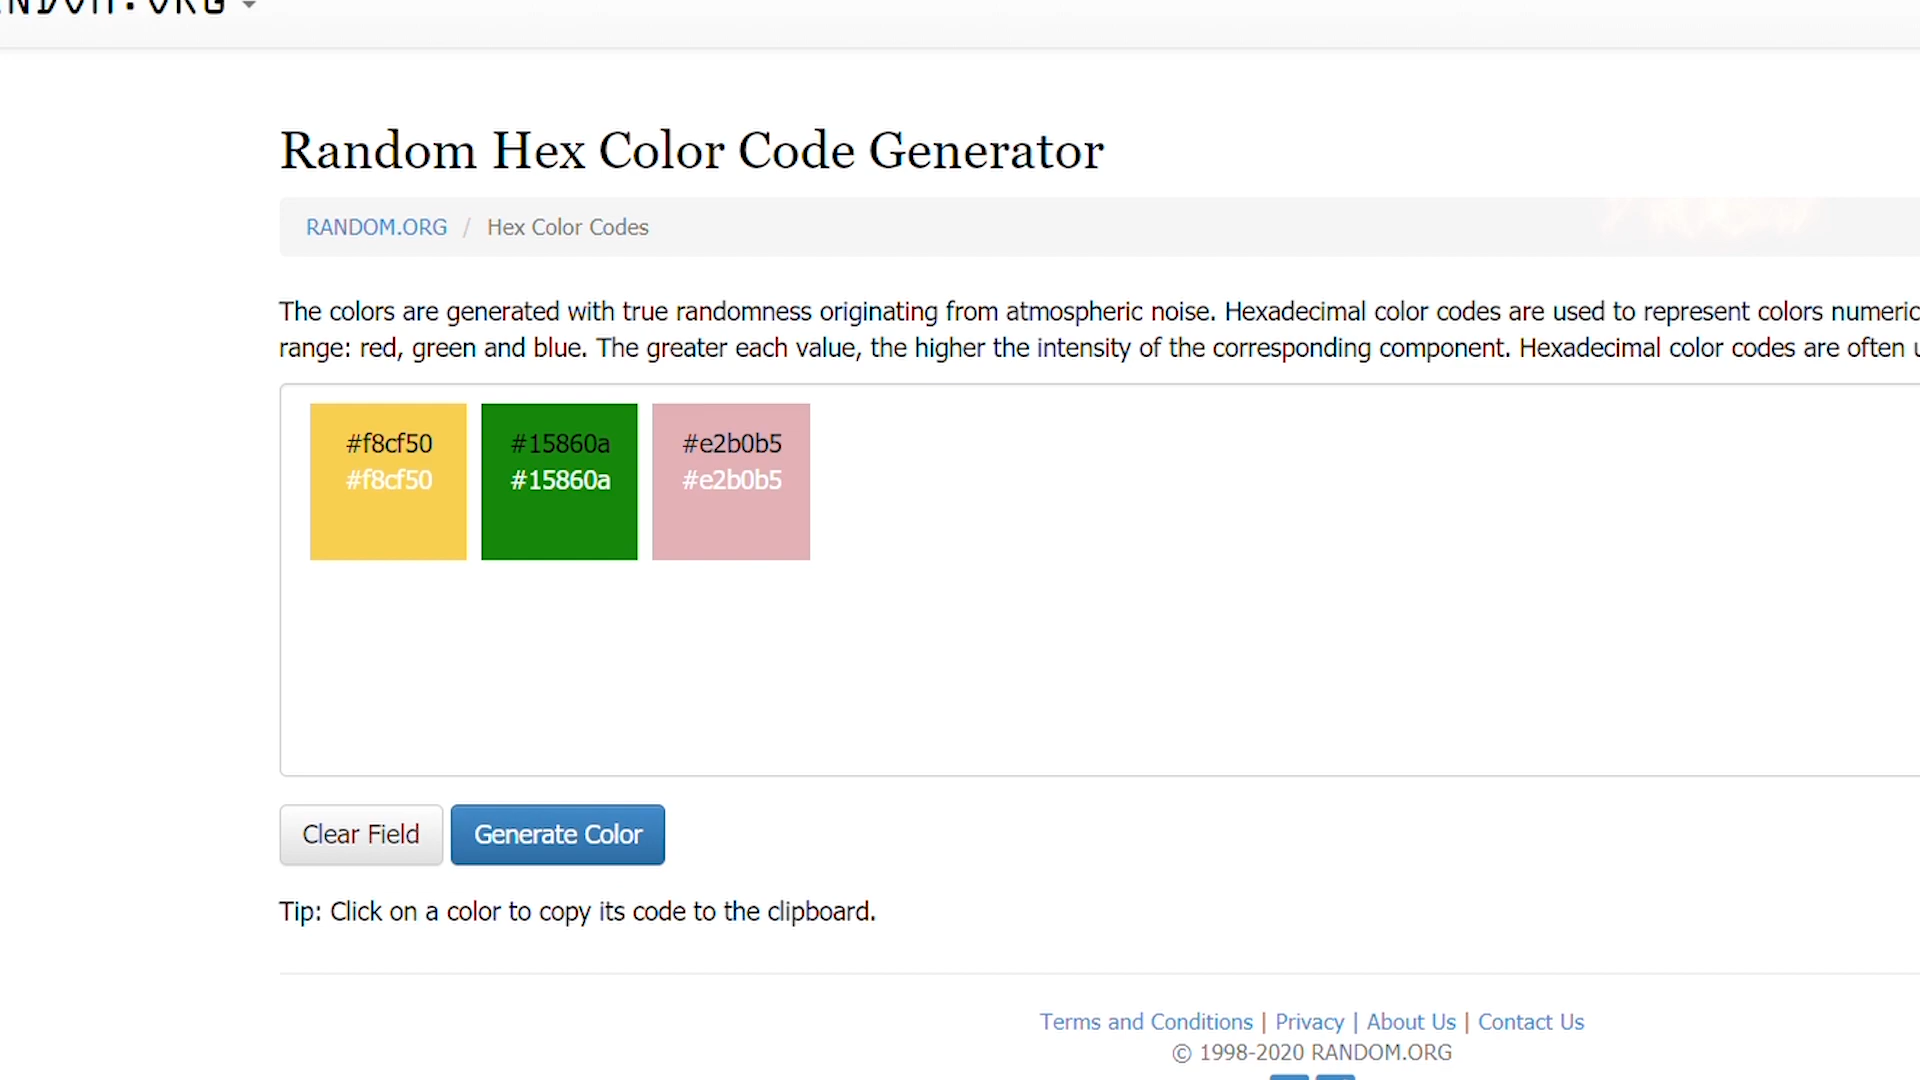 Random Hex Color Code Generator
RANDOM.ORG / Hex Color Codes
The colors are generated with true randomness originating from atmospheric noise. Hexadecimal color codes are used to represent colors numeric
range: red, green and blue. The greater each value, the higher the intensity of the corresponding component. Hexadecimal color codes are often u
#f8cf50 #15860a #e2b0b5
#f8cf50 #15860a #e2b0b5
Clear Field Generate Color
Tip: Click on a color to copy its code to the clipboard.
Terms and Conditions | Privacy | About Us | Contact Us
© 1998-2020 RANDOM.ORG